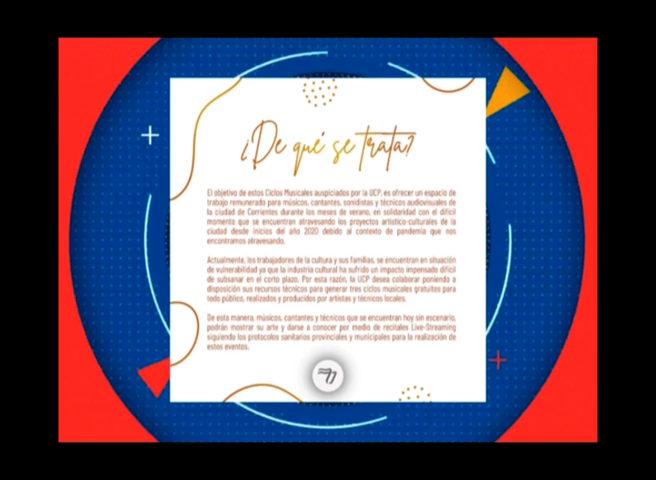 ¿De qué se trata?
El objetivo de estos Ciclos Musicales auspiciados por la UCP, es ofrecer un espacio de
trabajo remunerado para músicos, cantantes, sonidistas y técnicos audiovisuales de
la ciudad de Corrientes durante los meses de verano, en solidaridad con el difícil
momento que se encuentran atravesando los proyectos artístico-culturales de la
ciudad desde inicios del año 2020 debido al contexto de pandemia que nos
encontramos atravesando.
Actualmente, los trabajadores de la cultura y sus familias, se encuentran en situación
de vulnerabilidad ya que la industria cultural ha sufrido un impacto impensado difícil
de subsanar en el corto plazo. Por esta razón, la UCP desea colaborar poniendo a
disposición sus recursos técnicos para generar tres ciclos musicales gratuitos para
todo público, realizados y producidos por artistas y técnicos locales.
De esta manera, músicos, cantantes y técnicos que se encuentran hoy sin escenario,
podrán mostrar su arte y darse a conocer por medio de recitales Live-Streaming
siguiendo los protocolos sanitarios provinciales y municipales para la realización de
estos eventos.